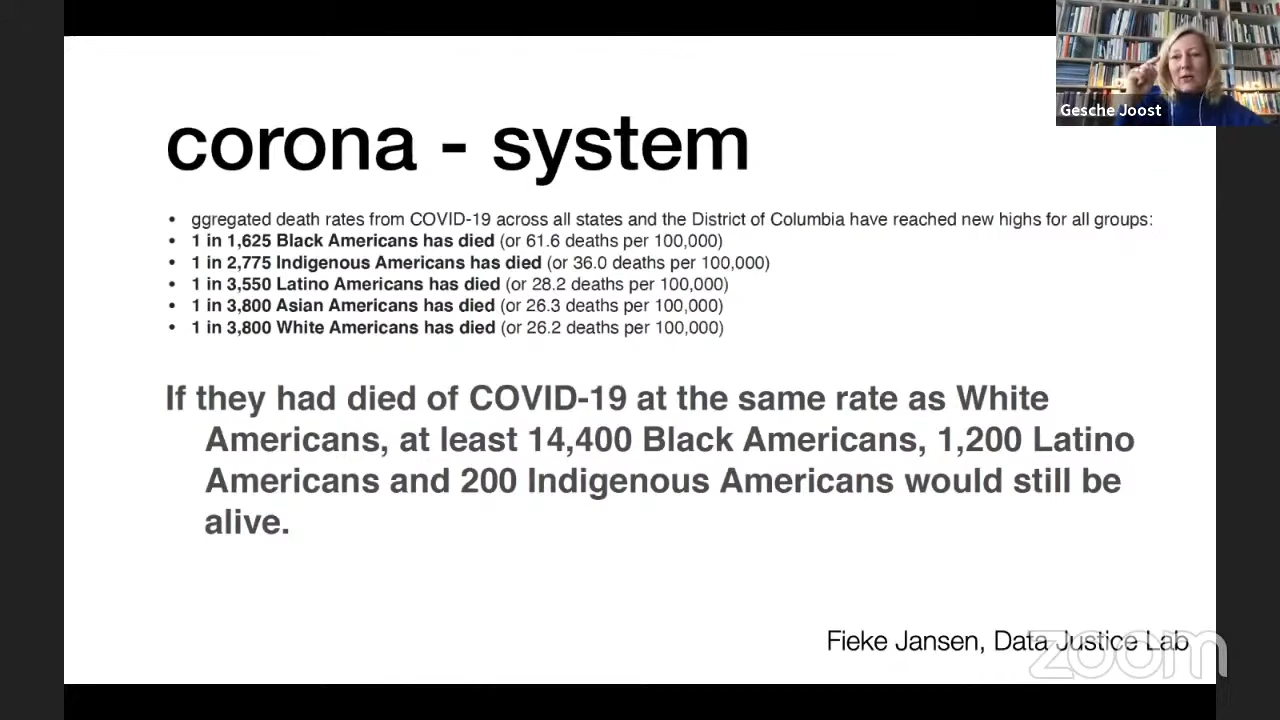 Gesche Joost
corona - system
• ggregated death rates from COVID-19 across all states and the District of Columbia have reached new highs for all groups:
• 1 in 1,625 Black Americans has died (or 61.6 deaths per 100,000)
• 1 in 2,775 Indigenous Americans has died (or 36.0 deaths per 100,000)
• 1 in 3,550 Latino Americans has died (or 28.2 deaths per 100,000)
• 1 in 3,800 Asian Americans has died (or 26.3 deaths per 100,000)
• 1 in 3,800 White Americans has died (or 26.2 deaths per 100,000)
If they had died of COVID-19 at the same rate as White
Americans, at least 14,400 Black Americans, 1,200 Latino
Americans and 200 Indigenous Americans would still be
alive.
Fieke Jansen, Data Justice Lab
zoom